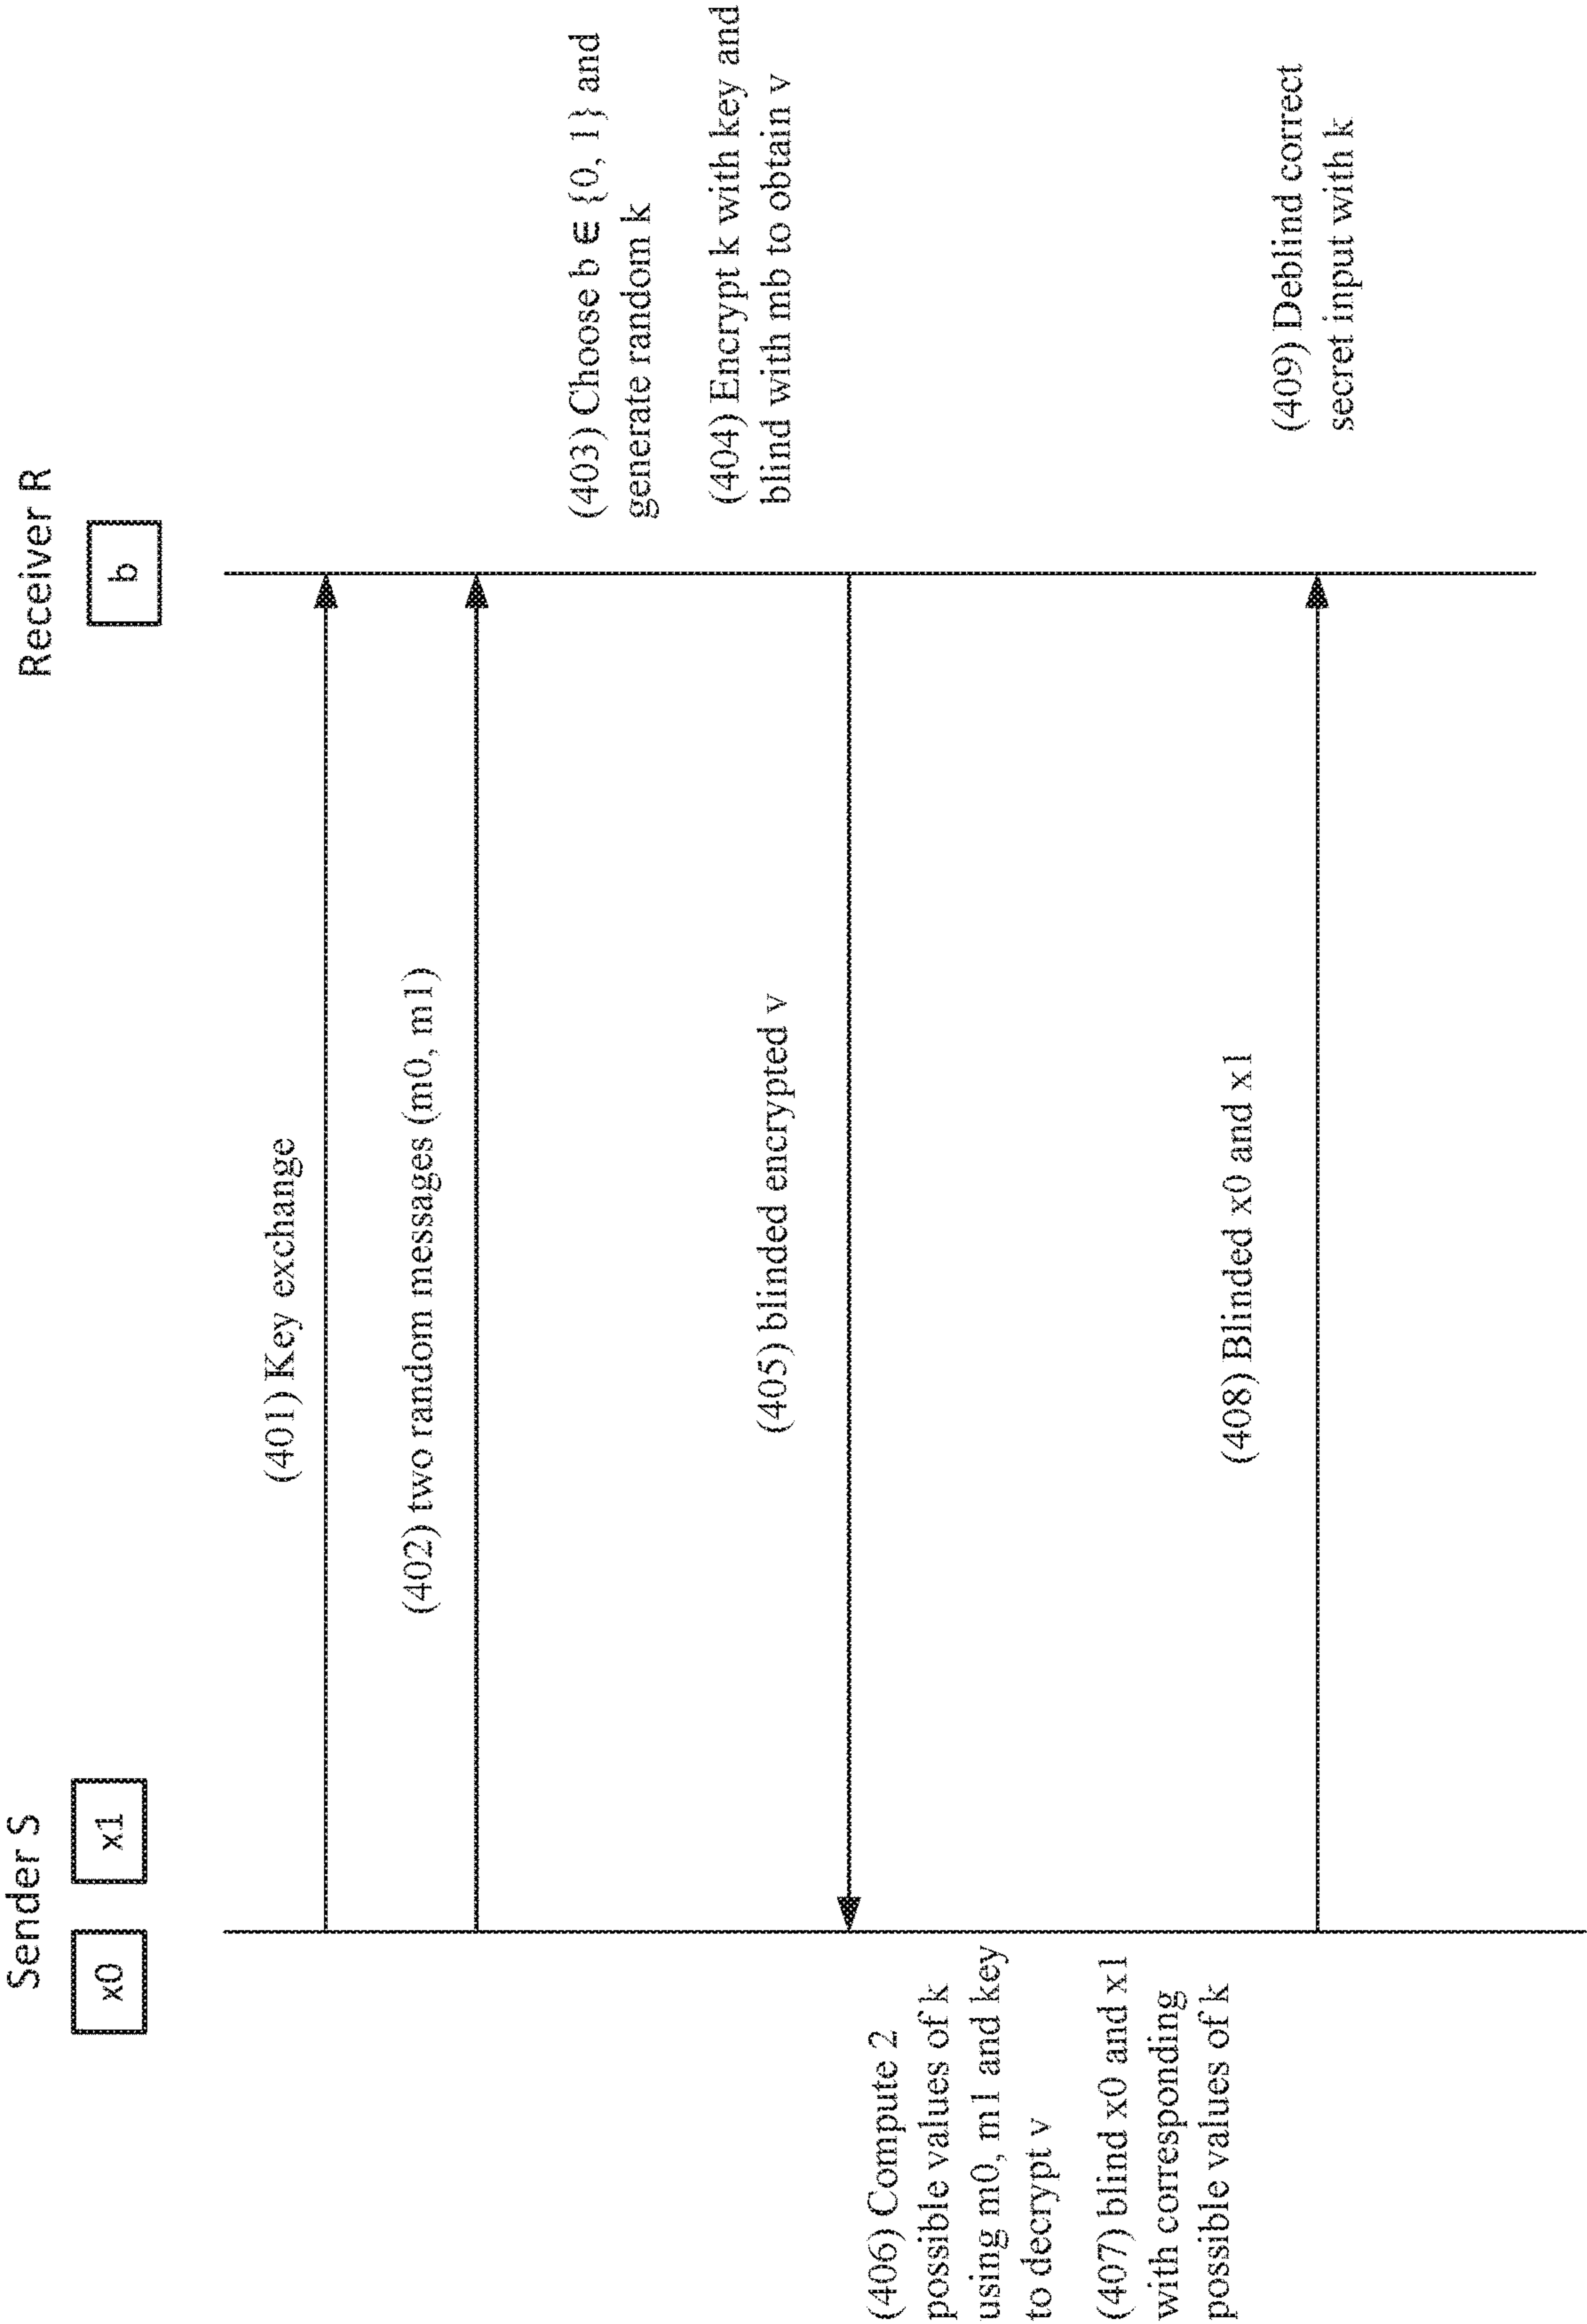 Sender S
x0
x1
Receiver R
b
(401) Key exchange
(402) two random messages (m0, m1)
(403) Choose b ∈ {0, 1} and
generate random k
(404) Encrypt k with key and
blind with mb to obtain v
(405) blinded encrypted v
(406) Compute 2
possible values of k
using m0, m1 and key
to decrypt v
(407) blind x0 and x1
with corresponding
possible values of k
(408) Blinded x0 and x1
(409) Deblind correct
secret input with k